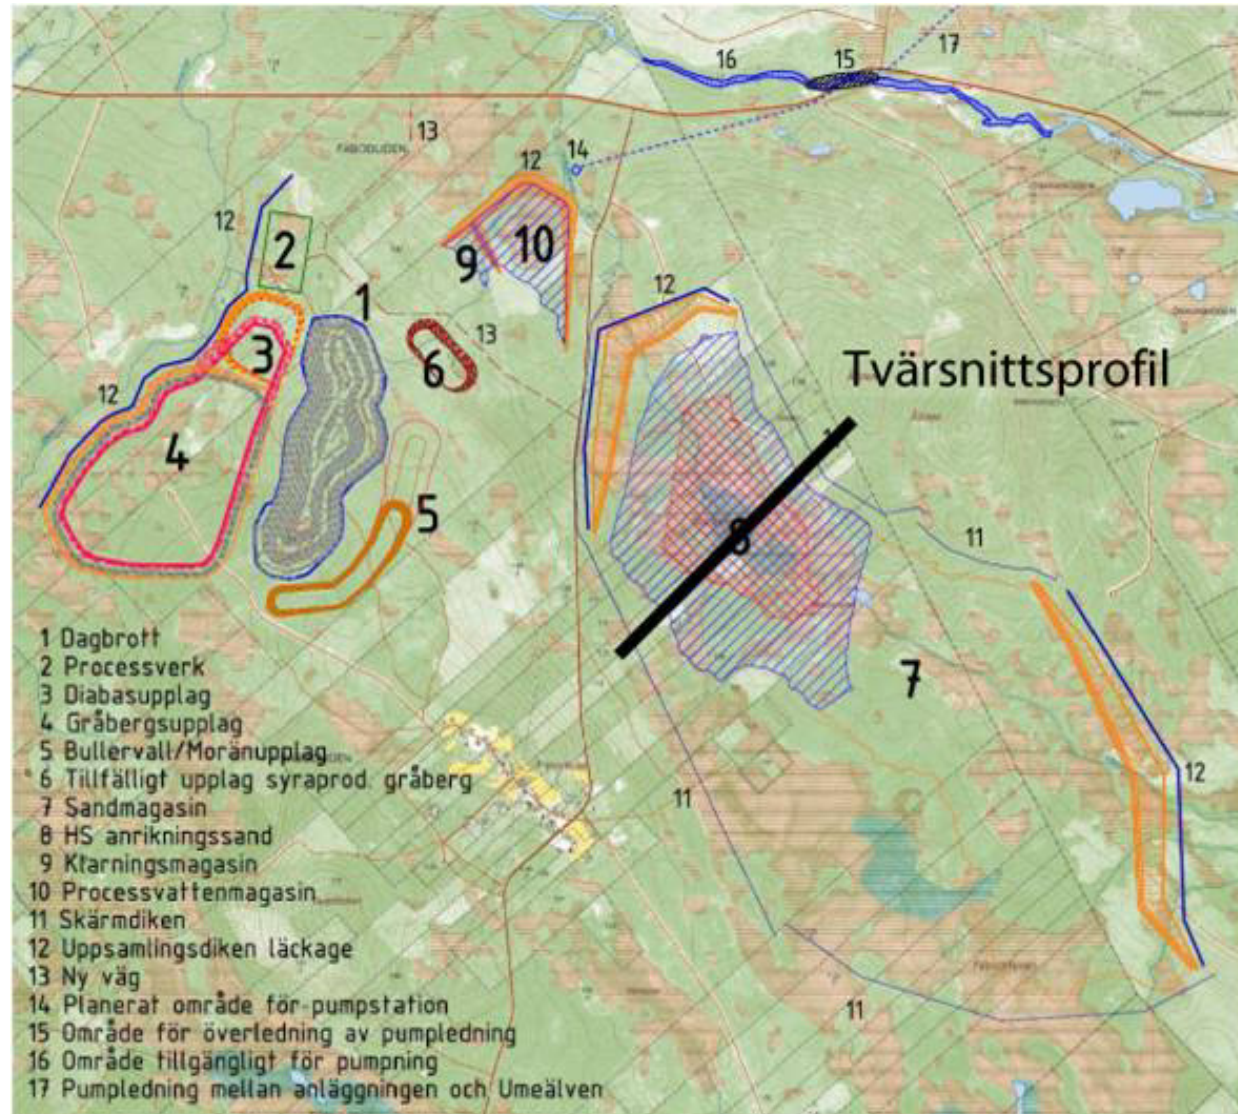 16
15
17
13
FÄBODLIDEN
12
14
12
2
9
10
1
12
13
6
3
Tvärsnittsprofil
12
4
5
8
11
7
12
11
11
1 Dagbrott
2 Processverk
3 Diabasupplag
4 Gråbergsupplag
5 Bullervall/Moränupplag
6 Tillfälligt upplag syraprod. gråberg
7 Sandmagasin
8 HS anrikningssand
9 Klarningsmagasin
10 Processvattenmagasin
11 Skärmdiken
12 Uppsamlingsdiken läckage
13 Ny väg
14 Planerat område för pumpstation
15 Område för överledning av pumpledning
16 Område tillgängligt för pumpning
17 Pumpledning mellan anläggningen och Umeälven